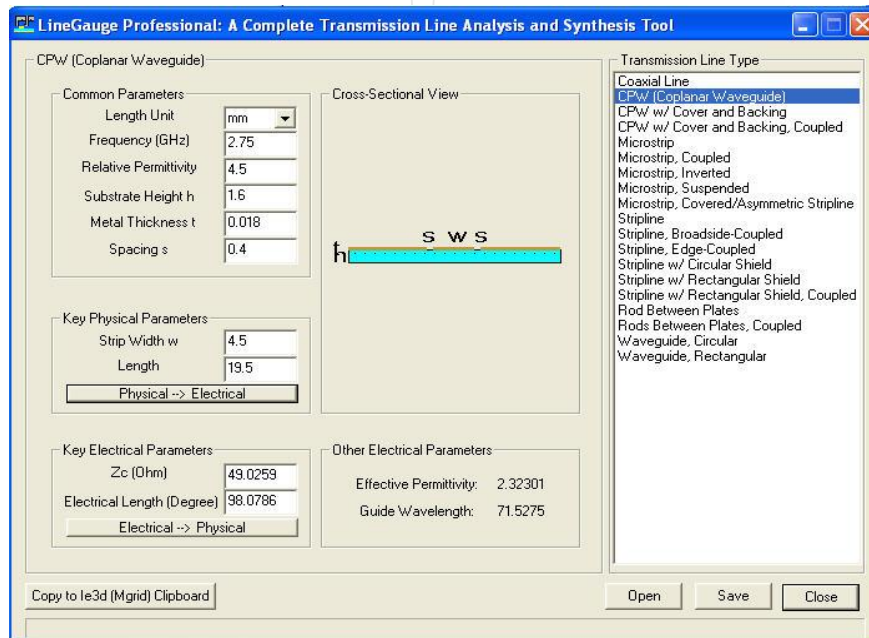 LineGauge Professional: A Complete Transmission Line Analysis and Synthesis Tool
CPW (Coplanar Waveguide)
Common Parameters
Length Unit mm
Frequency (GHz) 2.75
Relative Permittivity 4.5
Substrate Height h 1.6
Metal Thickness t 0.018
Spacing s 0.4
Key Physical Parameters
Strip Width w 4.5
Length 19.5
Physical --> Electrical
Key Electrical Parameters
Zc (Ohm) 49.0259
Electrical Length (Degree) 98.0786
Electrical --> Physical
Cross-Sectional View
s w s
t
h
Other Electrical Parameters
Effective Permittivity: 2.32301
Guide Wavelength: 71.5275
Transmission Line Type
Coaxial Line
CPW (Coplanar Waveguide)
CPW w/ Cover and Backing
CPW w/ Cover and Backing, Coupled
Microstrip
Microstrip, Coupled
Microstrip, Inverted
Microstrip, Suspended
Microstrip, Covered/Asymmetric Stripline
Stripline
Stripline, Broadside-Coupled
Stripline, Edge-Coupled
Stripline w/ Circular Shield
Stripline w/ Rectangular Shield
Stripline w/ Rectangular Shield, Coupled
Rod Between Plates
Rods Between Plates, Coupled
Waveguide, Circular
Waveguide, Rectangular
Copy to Ie3d (Mgrid) Clipboard
Open Save Close